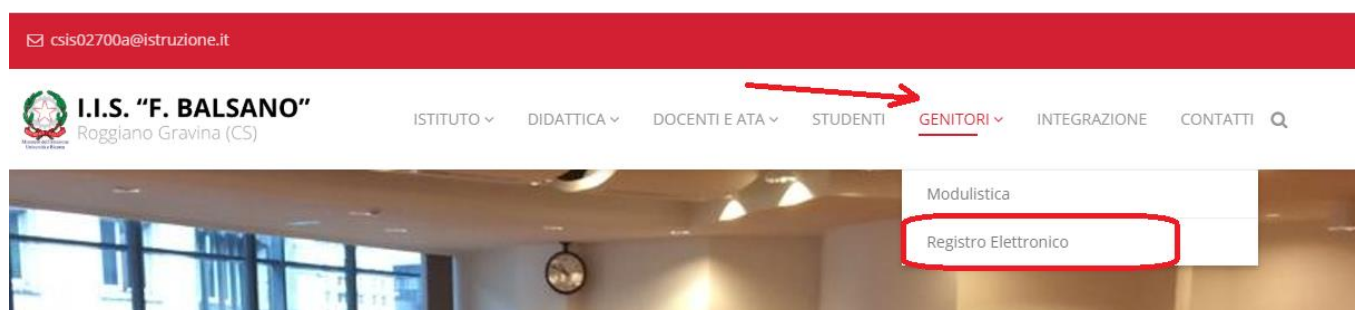 csis02700a@istruzione.it
I.I.S. “F. BALSANO”
Roggiano Gravina (CS)
ISTITUTO DIDATTICA DOCENTI E ATA STUDENTI GENITORI INTEGRAZIONE CONTATTI
Modulistica
Registro Elettronico